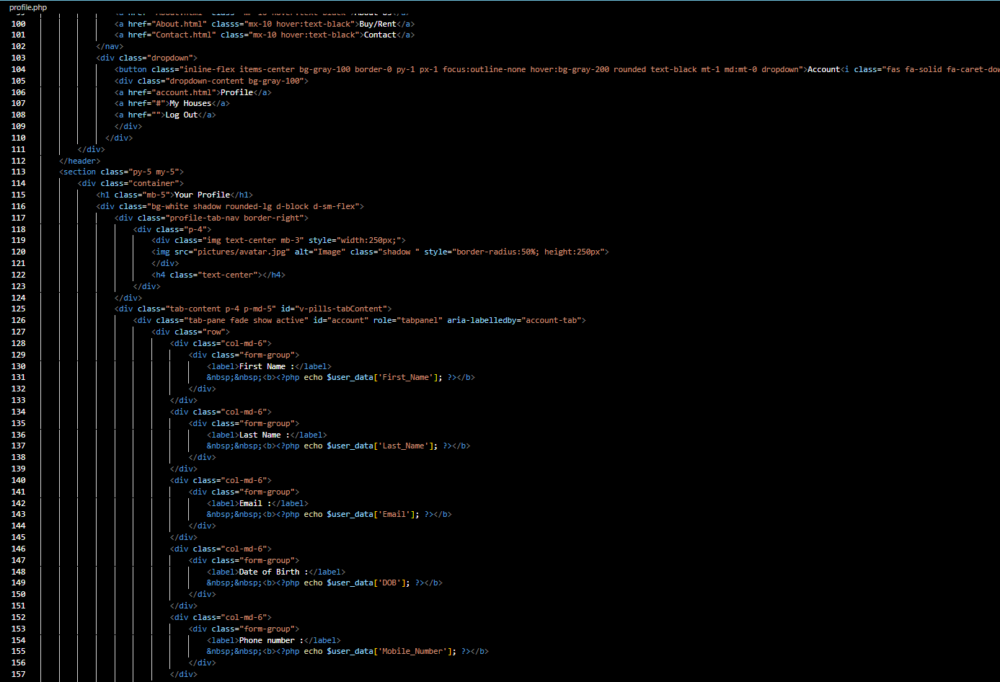 profile.php
99 <a href="About.html" class="mx-10 hover:text-black">About Us</a>
100 <a href="About.html" classs="mx-10 hover:text-black">Buy/Rent</a>
101 <a href="Contact.html" class="mx-10 hover:text-black">Contact</a>
102 </nav>
103 <div class="dropdown">
104 <button class="inline-flex items-center bg-gray-100 border-0 py-1 px-1 focus:outline-none hover:bg-gray-200 rounded text-black mt-1 md:mt-0 dropdown">Account<i class="fas fa-solid fa-caret-dow
105 <div class="dropdown-content bg-gray-100">
106 <a href="account.html">Profile</a>
107 <a href="#">My Houses</a>
108 <a href="">Log Out</a>
109 </div>
110 </div>
111 </div>
112 </header>
113 <section class="py-5 my-5">
114 <div class="container">
115 <h1 class="mb-5">Your Profile</h1>
116 <div class="bg-white shadow rounded-lg d-block d-sm-flex">
117 <div class="profile-tab-nav border-right">
118 <div class="p-4">
119 <div class="img text-center mb-3" style="width:250px;">
120 <img src="pictures/avatar.jpg" alt="Image" class="shadow " style="border-radius:50%; height:250px">
121 </div>
122 <h4 class="text-center"></h4>
123 </div>
124 </div>
125 <div class="tab-content p-4 p-md-5" id="v-pills-tabContent">
126 <div class="tab-pane fade show active" id="account" role="tabpanel" aria-labelledby="account-tab">
127 <div class="row">
128 <div class="col-md-6">
129 <div class="form-group">
130 <label>First Name :</label>
131 &nbsp;&nbsp;<b><?php echo $user_data['First_Name']; ?></b>
132 </div>
133 </div>
134 <div class="col-md-6">
135 <div class="form-group">
136 <label>Last Name :</label>
137 &nbsp;&nbsp;<b><?php echo $user_data['Last_Name']; ?></b>
138 </div>
139 </div>
140 <div class="col-md-6">
141 <div class="form-group">
142 <label>Email :</label>
143 &nbsp;&nbsp;<b><?php echo $user_data['Email']; ?></b>
144 </div>
145 </div>
146 <div class="col-md-6">
147 <div class="form-group">
148 <label>Date of Birth :</label>
149 &nbsp;&nbsp;<b><?php echo $user_data['DOB']; ?></b>
150 </div>
151 </div>
152 <div class="col-md-6">
153 <div class="form-group">
154 <label>Phone number :</label>
155 &nbsp;&nbsp;<b><?php echo $user_data['Mobile_Number']; ?></b>
156 </div>
157 </div>